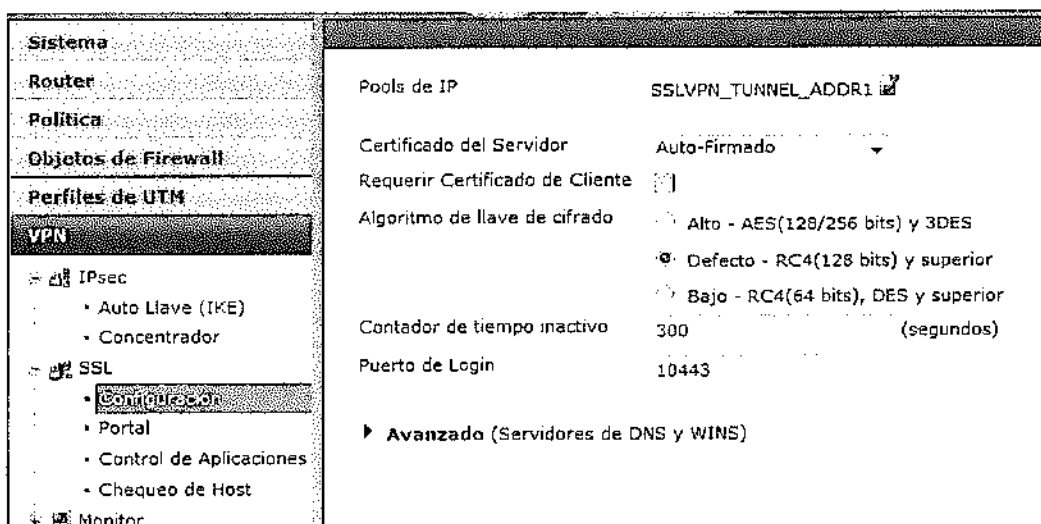 Sistema
Router
Política
Objetos de Firewall
Perfiles de UTM
VPN
IPsec
Auto Llave (IKE)
Concentrador
SSL
Configuración
Portal
Control de Aplicaciones
Chequeo de Host
Monitor
Pools de IP SSLVPN_TUNNEL_ADDR1
Certificado del Servidor Auto-Firmado
Requerir Certificado de Cliente
Algoritmo de llave de cifrado Alto - AES(128/256 bits) y 3DES
Defecto - RC4(128 bits) y superior
Bajo - RC4(64 bits), DES y superior
Contador de tiempo inactivo 300 (segundos)
Puerto de Login 10443
Avanzado (Servidores de DNS y WINS)